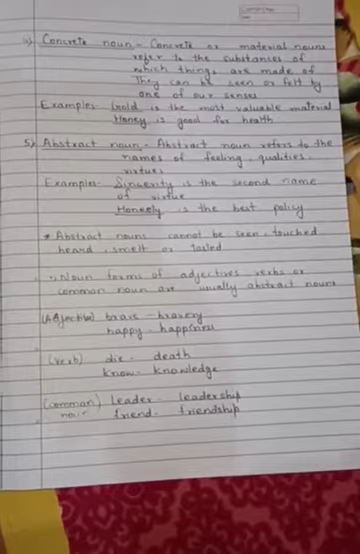 4) Concrete noun - Concrete or material nouns
refer to the substances of
which things are made of
They can be seen or felt by
one of our senses
Example- Gold is the most valuable material
Honey is good for health
5) Abstract noun - Abstract noun refers to the
names of feeling, qualities,
virtues
Example- Sincerity is the second name
of virtue
Honesty is the best policy
* Abstract nouns cannot be seen, touched
heard, smelt or tasted
Noun forms of adjectives verbs or
common noun are usually abstract noun
(Adjective) brave - bravery
happy - happiness
(verb) die - death
know - knowledge
(common) leader - leadership
friend - friendship